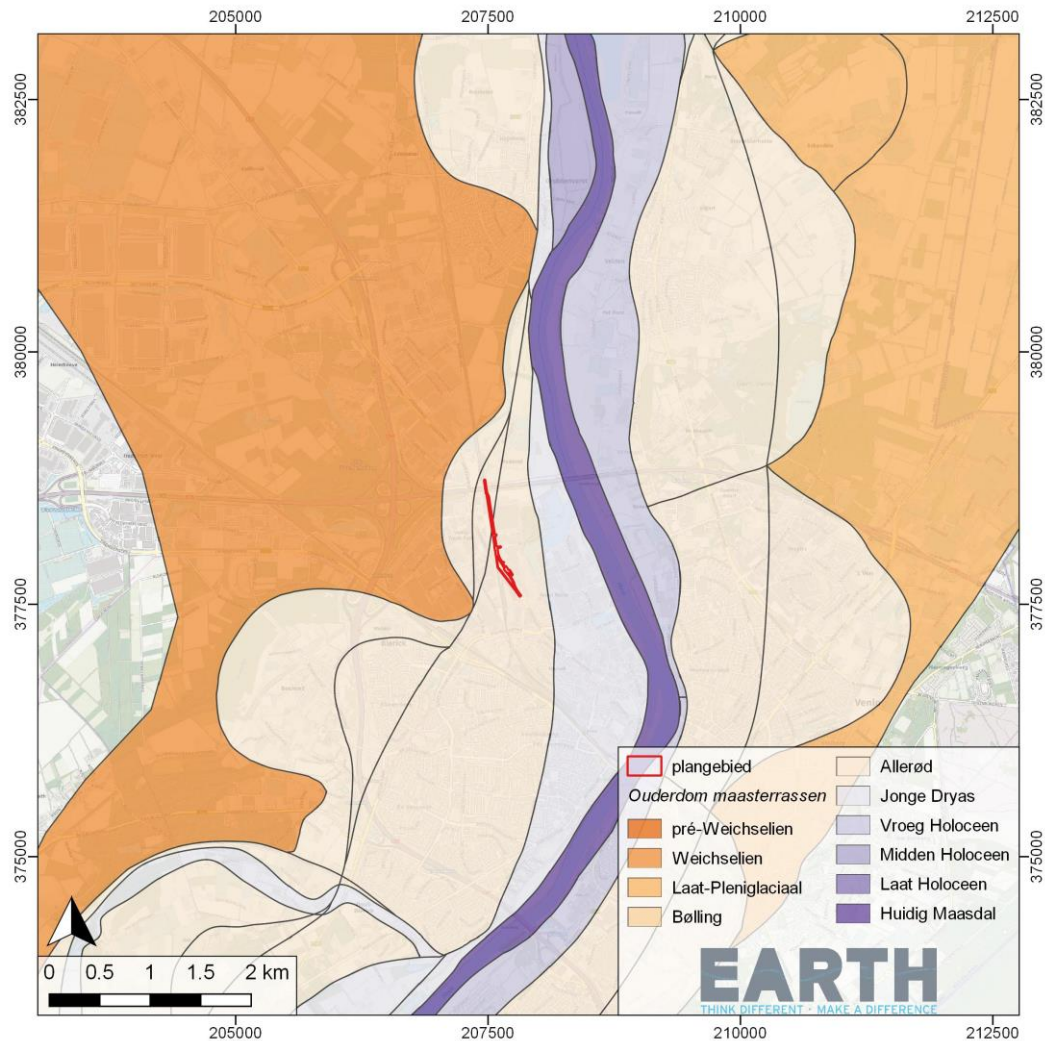 205000 207500 210000 212500
382500 382500
380000 380000
377500 377500
375000 375000
Venlo
plangebied
Ouderdom maasterrassen
pré-Weichselien
Weichselien
Laat-Pleniglaciaal
Bølling
Allerød
Jonge Dryas
Vroeg Holoceen
Midden Holoceen
Laat Holoceen
Huidig Maasdal
0 0.5 1 1.5 2 km
EARTH
THINK DIFFERENT · MAKE A DIFFERENCE
205000 207500 210000 212500